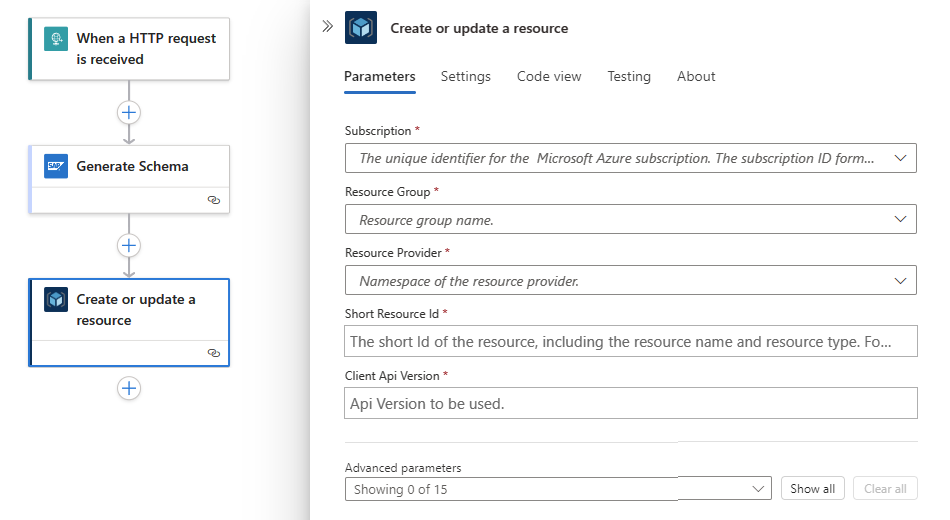 When a HTTP request
is received
SAP
Generate Schema
Create or update a
resource
Create or update a resource
Parameters Settings Code view Testing About
Subscription *
The unique identifier for the Microsoft Azure subscription. The subscription ID form...
Resource Group *
Resource group name.
Resource Provider *
Namespace of the resource provider.
Short Resource Id *
The short Id of the resource, including the resource name and resource type. Fo...
Client Api Version *
Api Version to be used.
Advanced parameters
Showing 0 of 15
Show all
Clear all